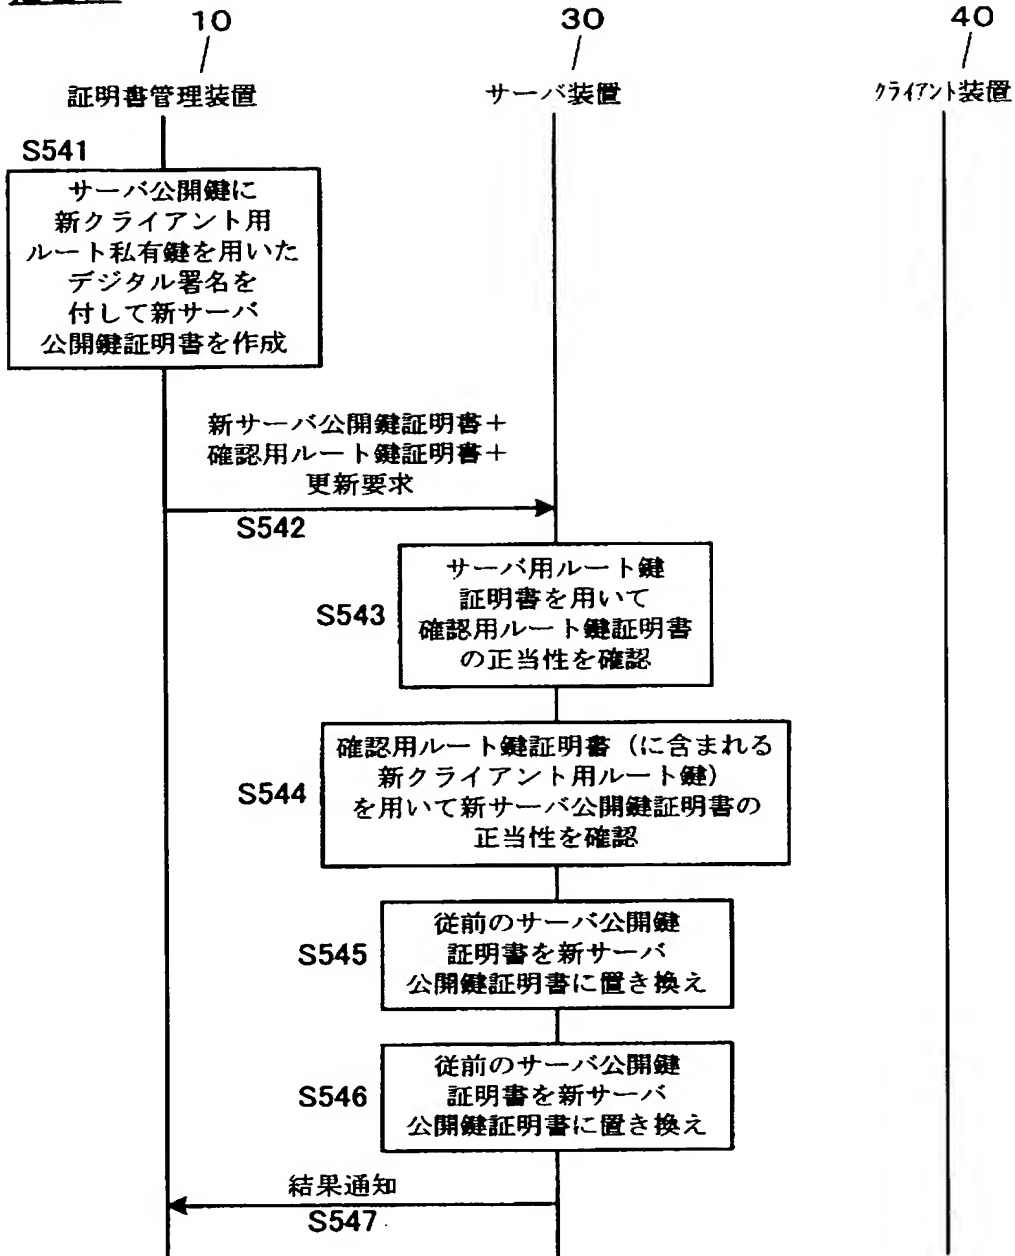 10
30
40
証明書管理装置
サーバ装置
クライアント装置
S541
サーバ公開鍵に
新クライアント用
ルート私有鍵を用いた
デジタル署名を
付して新サーバ
公開鍵証明書を作成
新サーバ公開鍵証明書+
確認用ルート鍵証明書+
更新要求
S542
サーバ用ルート鍵
証明書を用いて
確認用ルート鍵証明書
の正当性を確認
S543
確認用ルート鍵証明書(に含まれる
新クライアント用ルート鍵)
を用いて新サーバ公開鍵証明書の
正当性を確認
S544
従前のサーバ公開鍵
証明書を新サーバ
公開鍵証明書に置き換え
S545
従前のサーバ公開鍵
証明書を新サーバ
公開鍵証明書に置き換え
S546
結果通知
S547